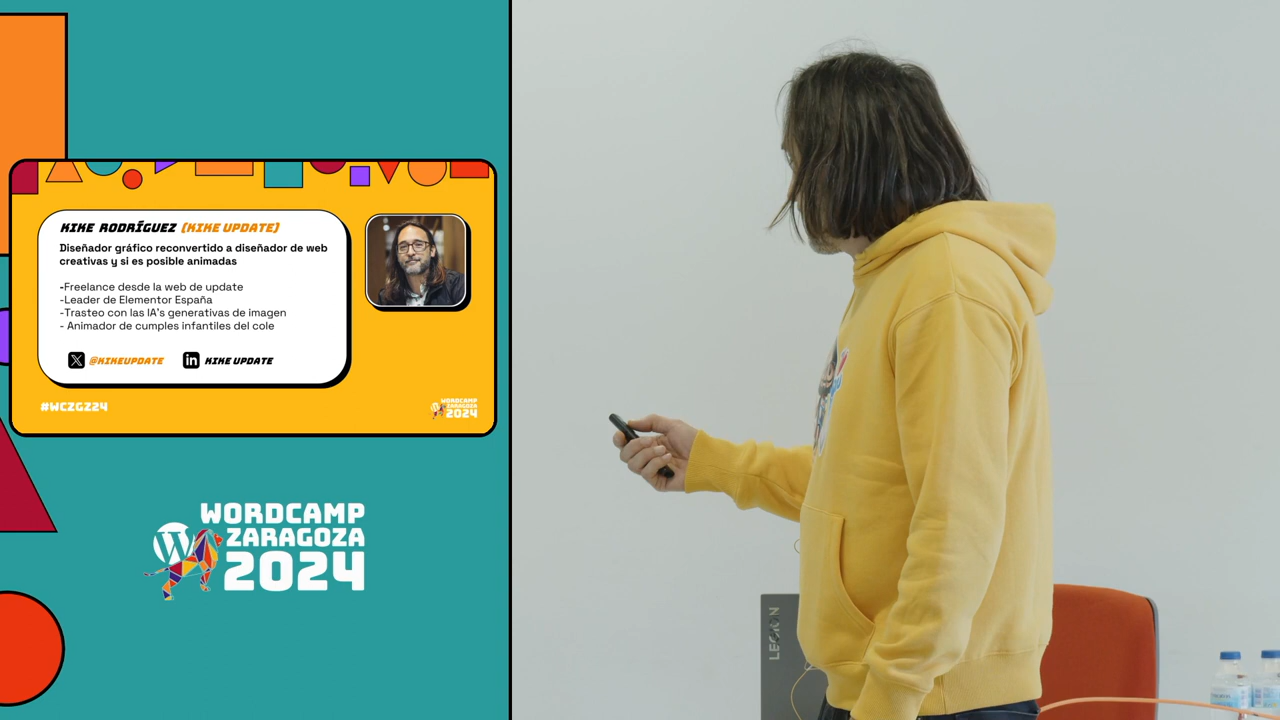 KIKE RODRÍGUEZ (KIKE UPDATE)
Diseñador gráfico reconvertido a diseñador de web
creativas y si es posible animadas
-Freelance desde la web de update
-Leader de Elementor España
-Trasteo con las IA's generativas de imagen
- Animador de cumples infantiles del cole
@KIKEUPDATE
KIKE UPDATE
#WCZGZ24
WORDCAMP
ZARAGOZA
2024
WORDCAMP
ZARAGOZA
2024
LEGION